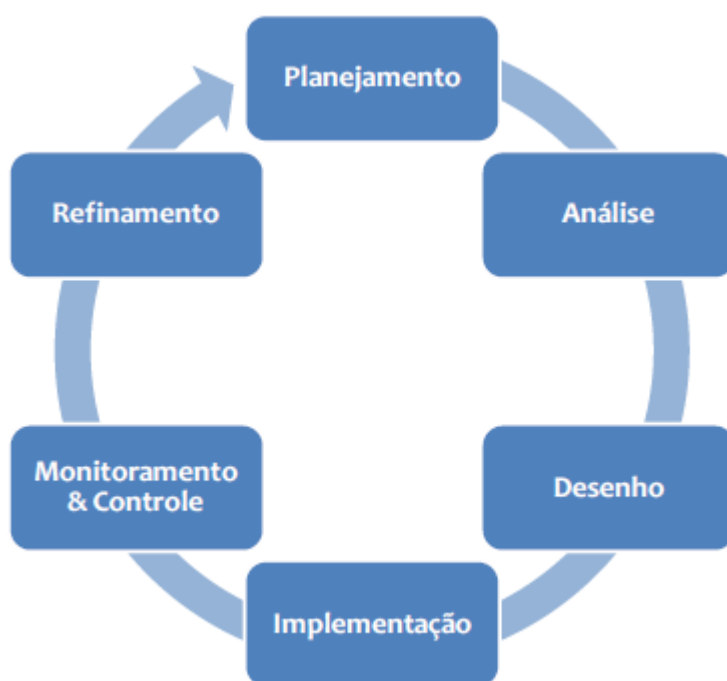 Planejamento
Análise
Desenho
Implementação
Monitoramento
& Controle
Refinamento